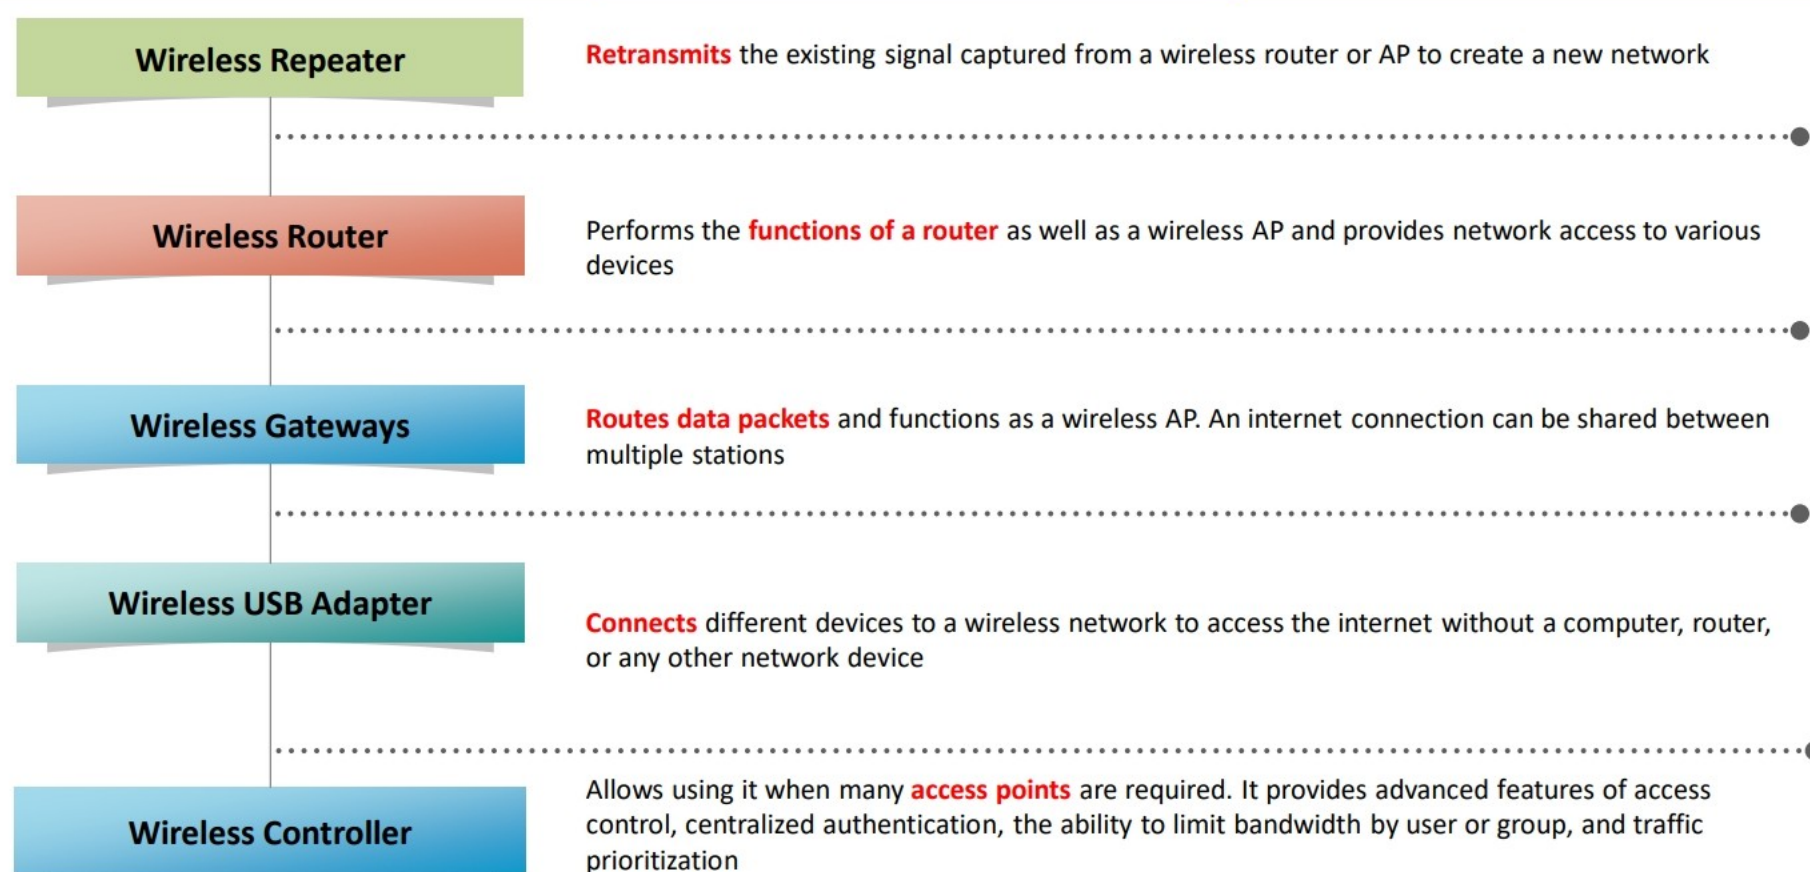 Wireless Repeater
Retransmits the existing signal captured from a wireless router or AP to create a new network
Wireless Router
Performs the functions of a router as well as a wireless AP and provides network access to various
devices
Wireless Gateways
Routes data packets and functions as a wireless AP. An internet connection can be shared between
multiple stations
Wireless USB Adapter
Connects different devices to a wireless network to access the internet without a computer, router,
or any other network device
Wireless Controller
Allows using it when many access points are required. It provides advanced features of access
control, centralized authentication, the ability to limit bandwidth by user or group, and traffic
prioritization